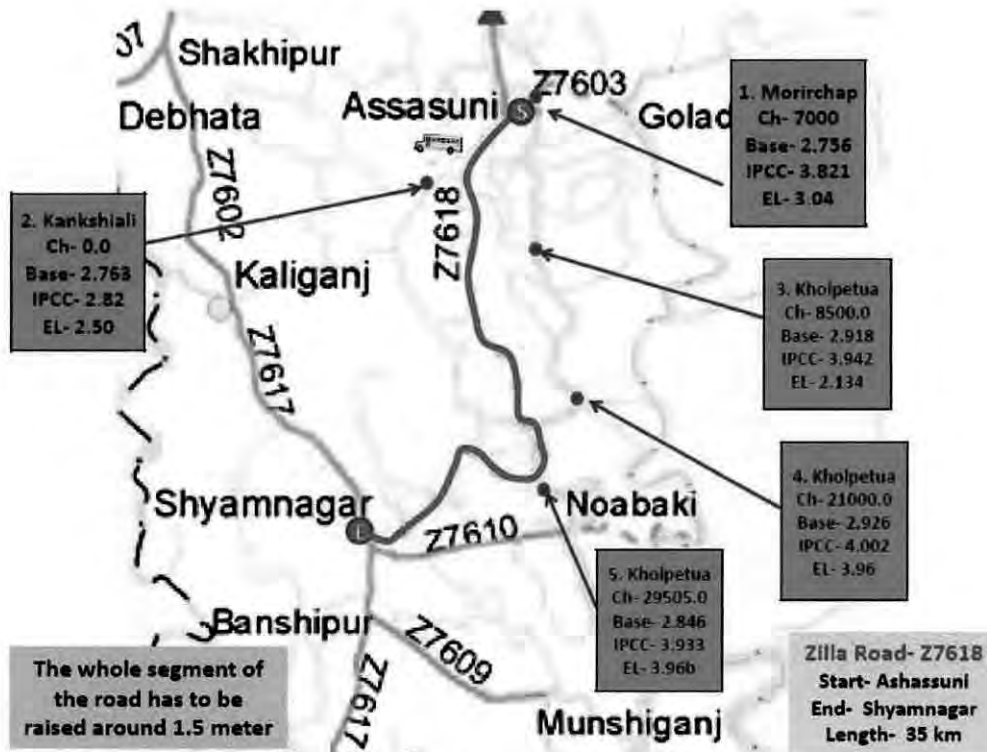 07
Shakhipur
Debhata
Z7602
Assasuni
S
Z7603
Golad
1. Morirchap
Ch- 7000
Base- 2.756
IPCC- 3.821
EL- 3.04
2. Kankshiali
Ch- 0.0
Base- 2.763
IPCC- 2.82
EL- 2.50
Z7618
Kaliganj
3. Kholpetua
Ch- 8500.0
Base- 2.918
IPCC- 3.942
EL- 2.134
Z7617
4. Kholpetua
Ch- 21000.0
Base- 2.926
IPCC- 4.002
EL- 3.96
Shyamnagar
Z7610
Noabaki
5. Kholpetua
Ch- 29505.0
Base- 2.846
IPCC- 3.933
EL- 3.96b
Banshipur
Z7609
Z7617
Munshiganj
The whole segment of
the road has to be
raised around 1.5 meter
Zilla Road- Z7618
Start- Ashassuni
End- Shyamnagar
Length- 35 km